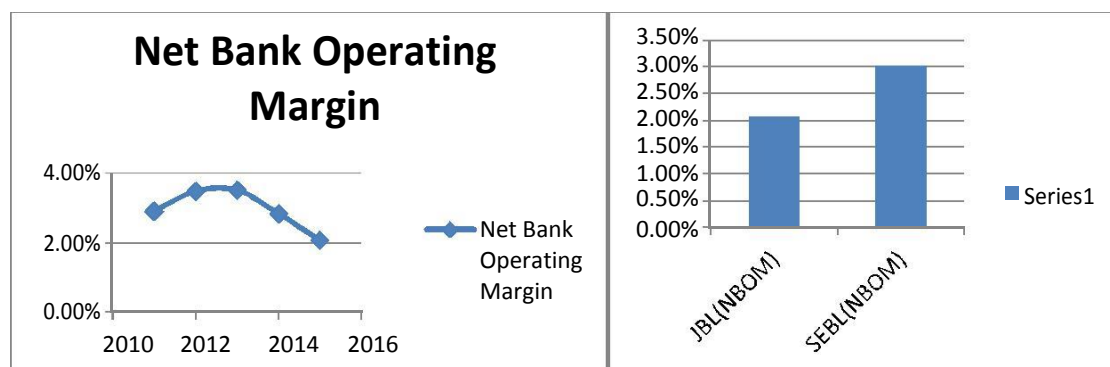 Net Bank Operating
Margin
4.00%
2.00%
0.00%
2010 2012 2014 2016
Net Bank
Operating
Margin
3.50%
3.00%
2.50%
2.00%
1.50%
1.00%
0.50%
0.00%
JBL(NBOM)
SEBL(NBOM)
Series1